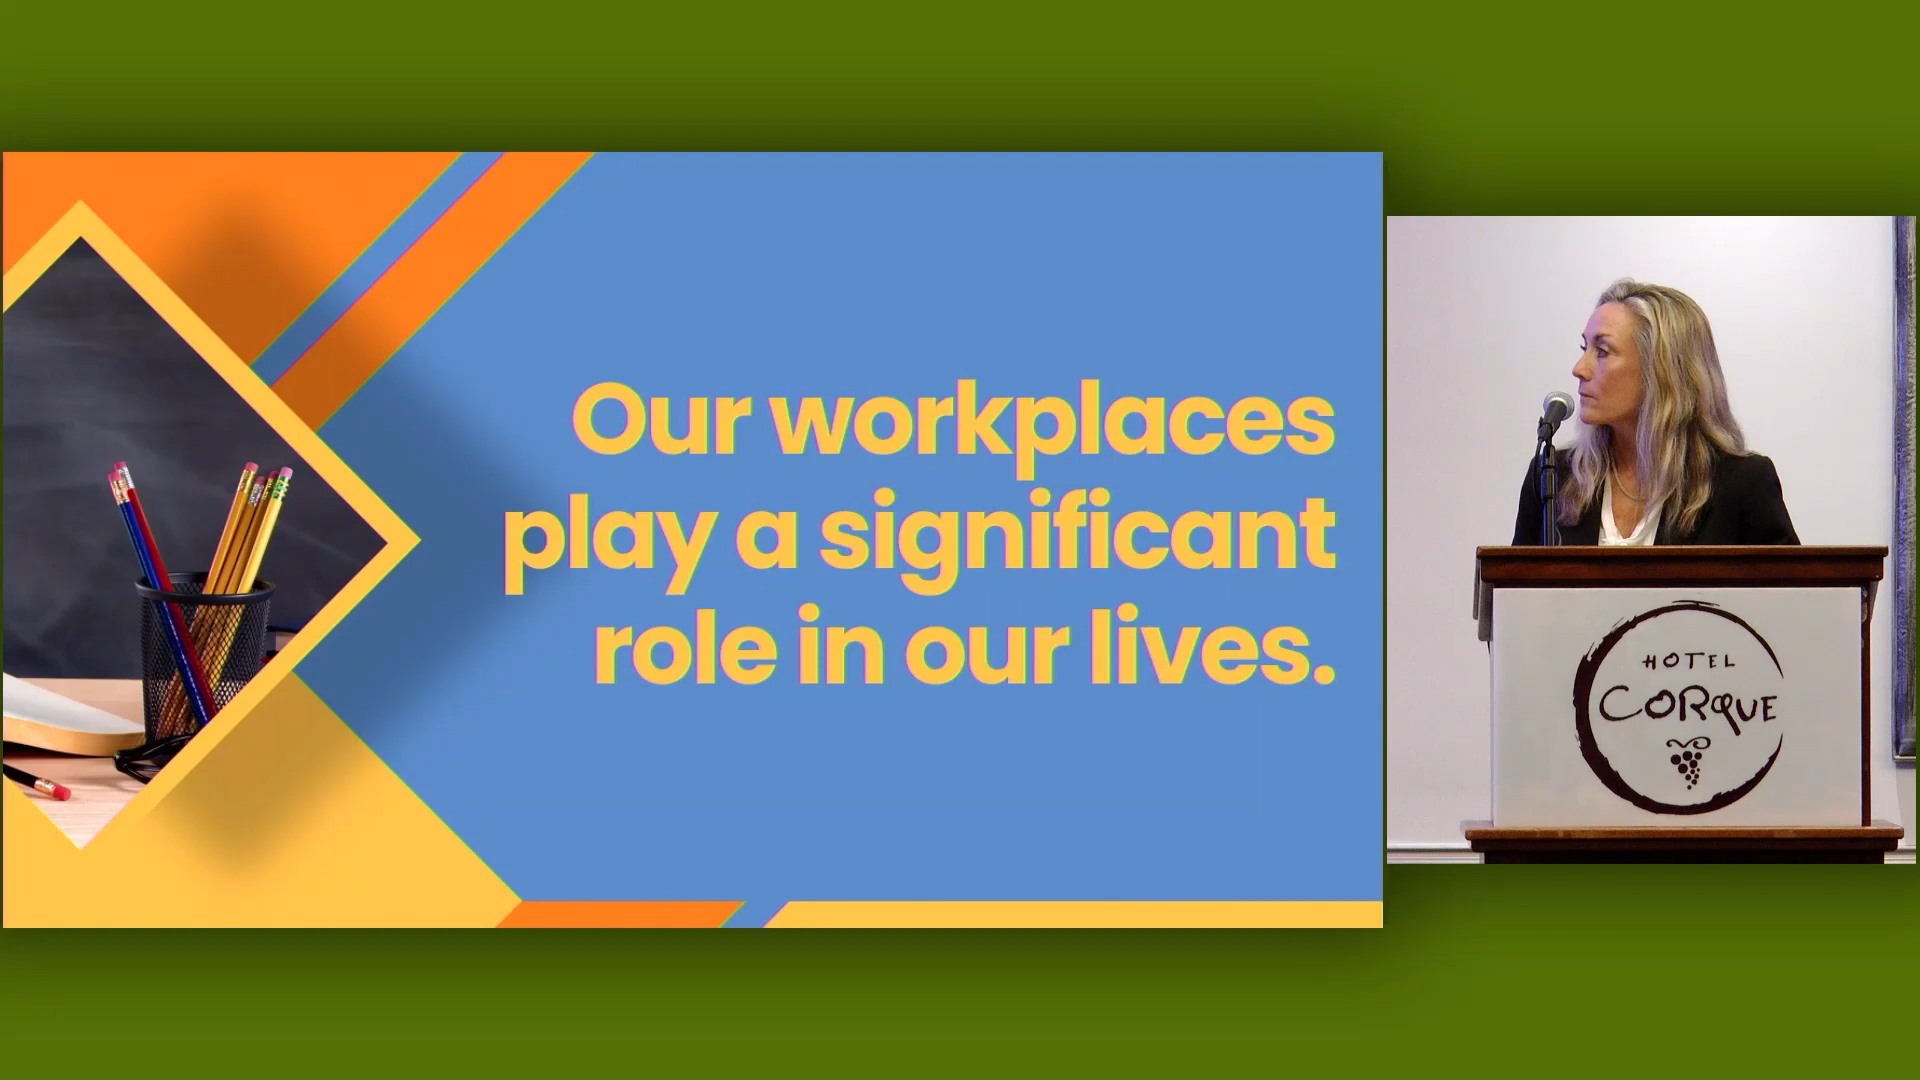 Our workplaces
play a significant
role in our lives.
HOTEL
CORQUE